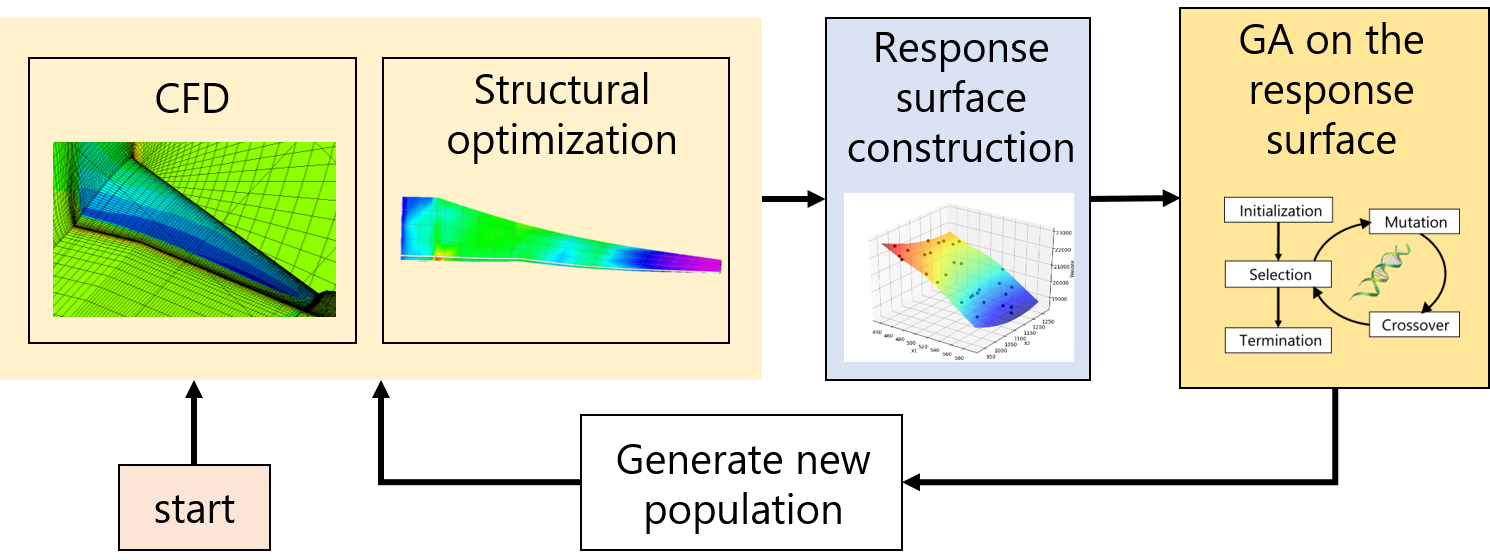 CFD
Structural
optimization
Response
surface
construction
23000
22000
21000
20000
19000
440
460
480
500
520
540
560
580
X1
950
1000
1050
1100
1150
1200
1250
X2
GA on the
response
surface
Initialization
Mutation
Selection
Crossover
Termination
Generate new
population
start